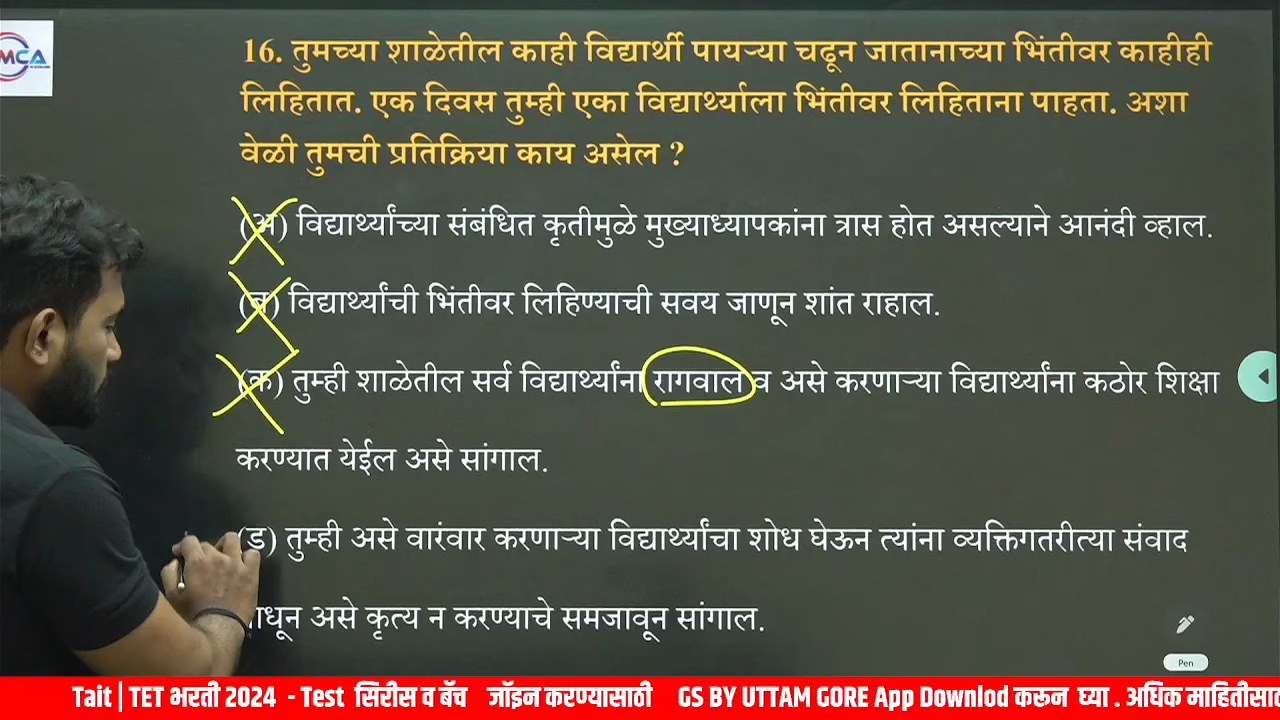 MCA
16. तुमच्या शाळेतील काही विद्यार्थी पायऱ्या चढून जातानाच्या भिंतीवर काहीही
लिहितात. एक दिवस तुम्ही एका विद्यार्थ्याला भिंतीवर लिहिताना पाहता. अशा
वेळी तुमची प्रतिक्रिया काय असेल ?
(अ) विद्यार्थ्यांच्या संबंधित कृतीमुळे मुख्याध्यापकांना त्रास होत असल्याने आनंदी व्हाल.
(ब) विद्यार्थ्यांची भिंतीवर लिहिण्याची सवय जाणून शांत राहाल.
(क) तुम्ही शाळेतील सर्व विद्यार्थ्यांना रागवाल व असे करणाऱ्या विद्यार्थ्यांना कठोर शिक्षा
करण्यात येईल असे सांगाल.
(ड) तुम्ही असे वारंवार करणाऱ्या विद्यार्थ्यांचा शोध घेऊन त्यांना व्यक्तिगतरीत्या संवाद
असे कृत्य न करण्याचे समजावून सांगाल.
Pen
Tait | TET भरती 2024 - Test सिरीस व बॅच जॉइन करण्यासाठी GS BY UTTAM GORE App Downlod करून घ्या . अधिक